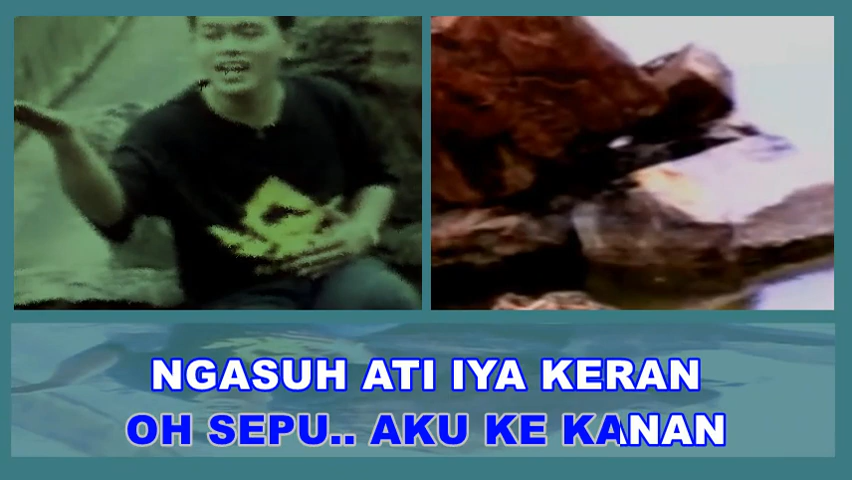 NGASUH ATI IYA KERAN
OH SEPU.. AKU KE KANAN